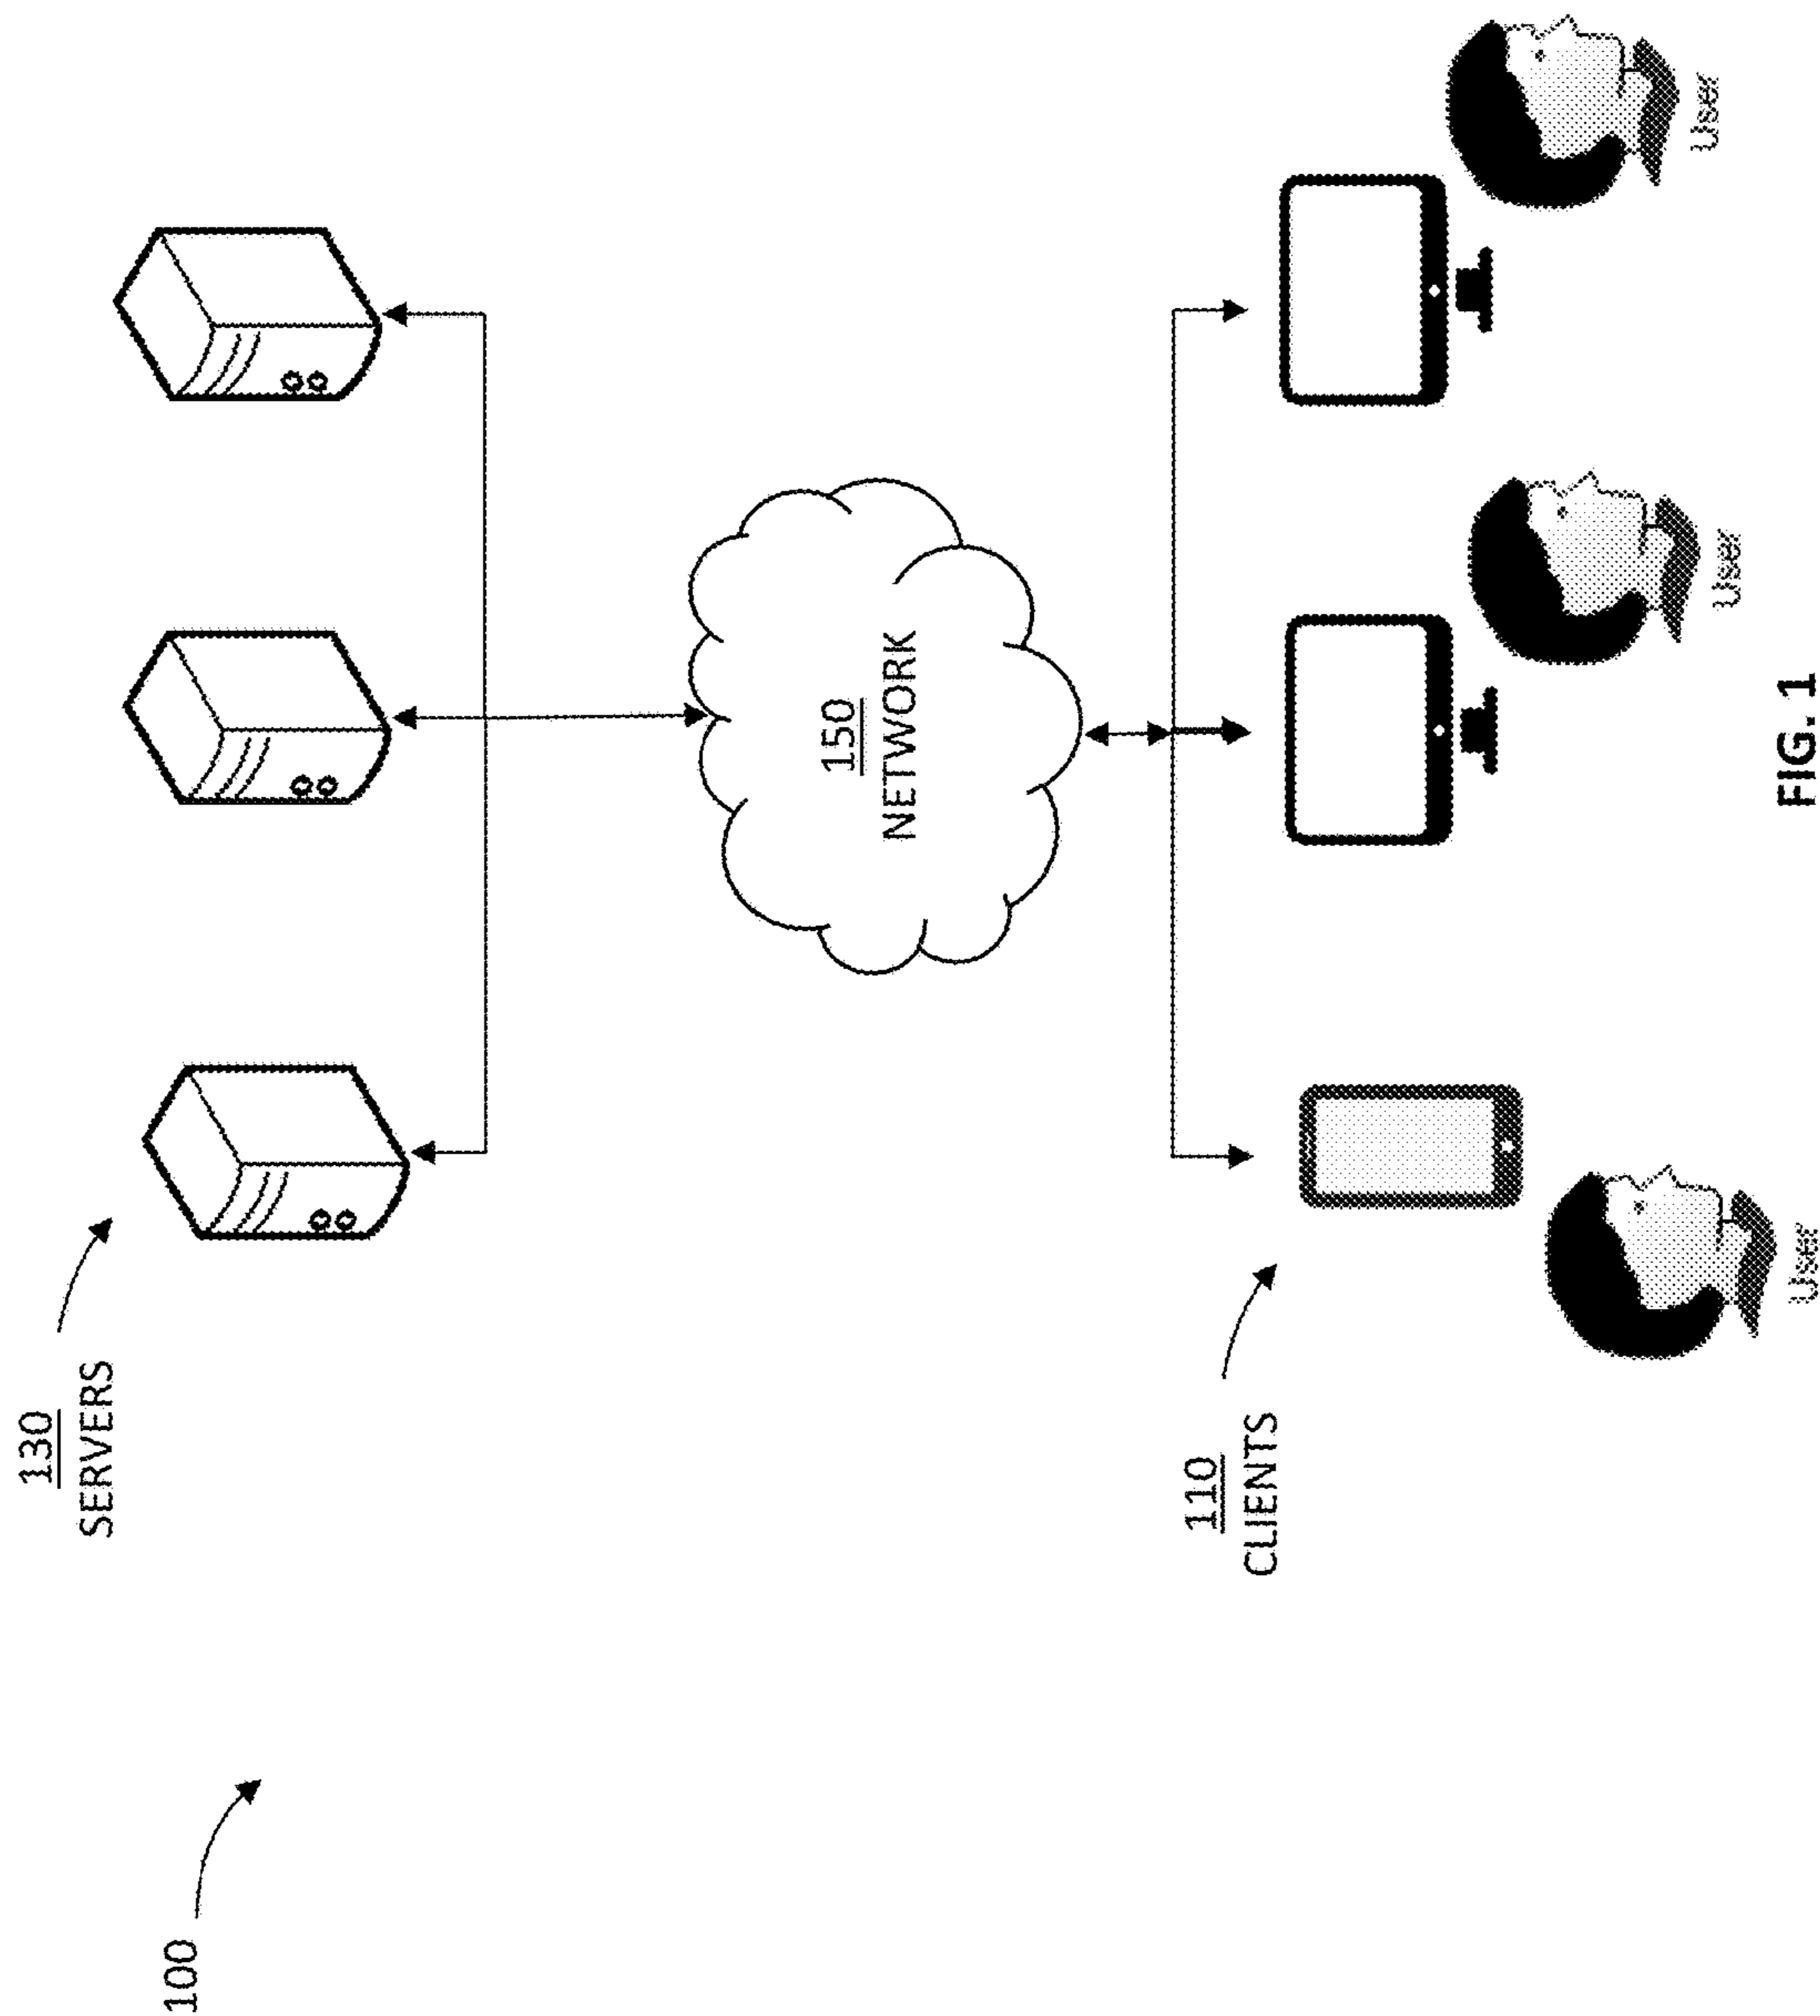 100
130
SERVERS
150
NETWORK
110
CLIENTS
User
User
User
FIG. 1